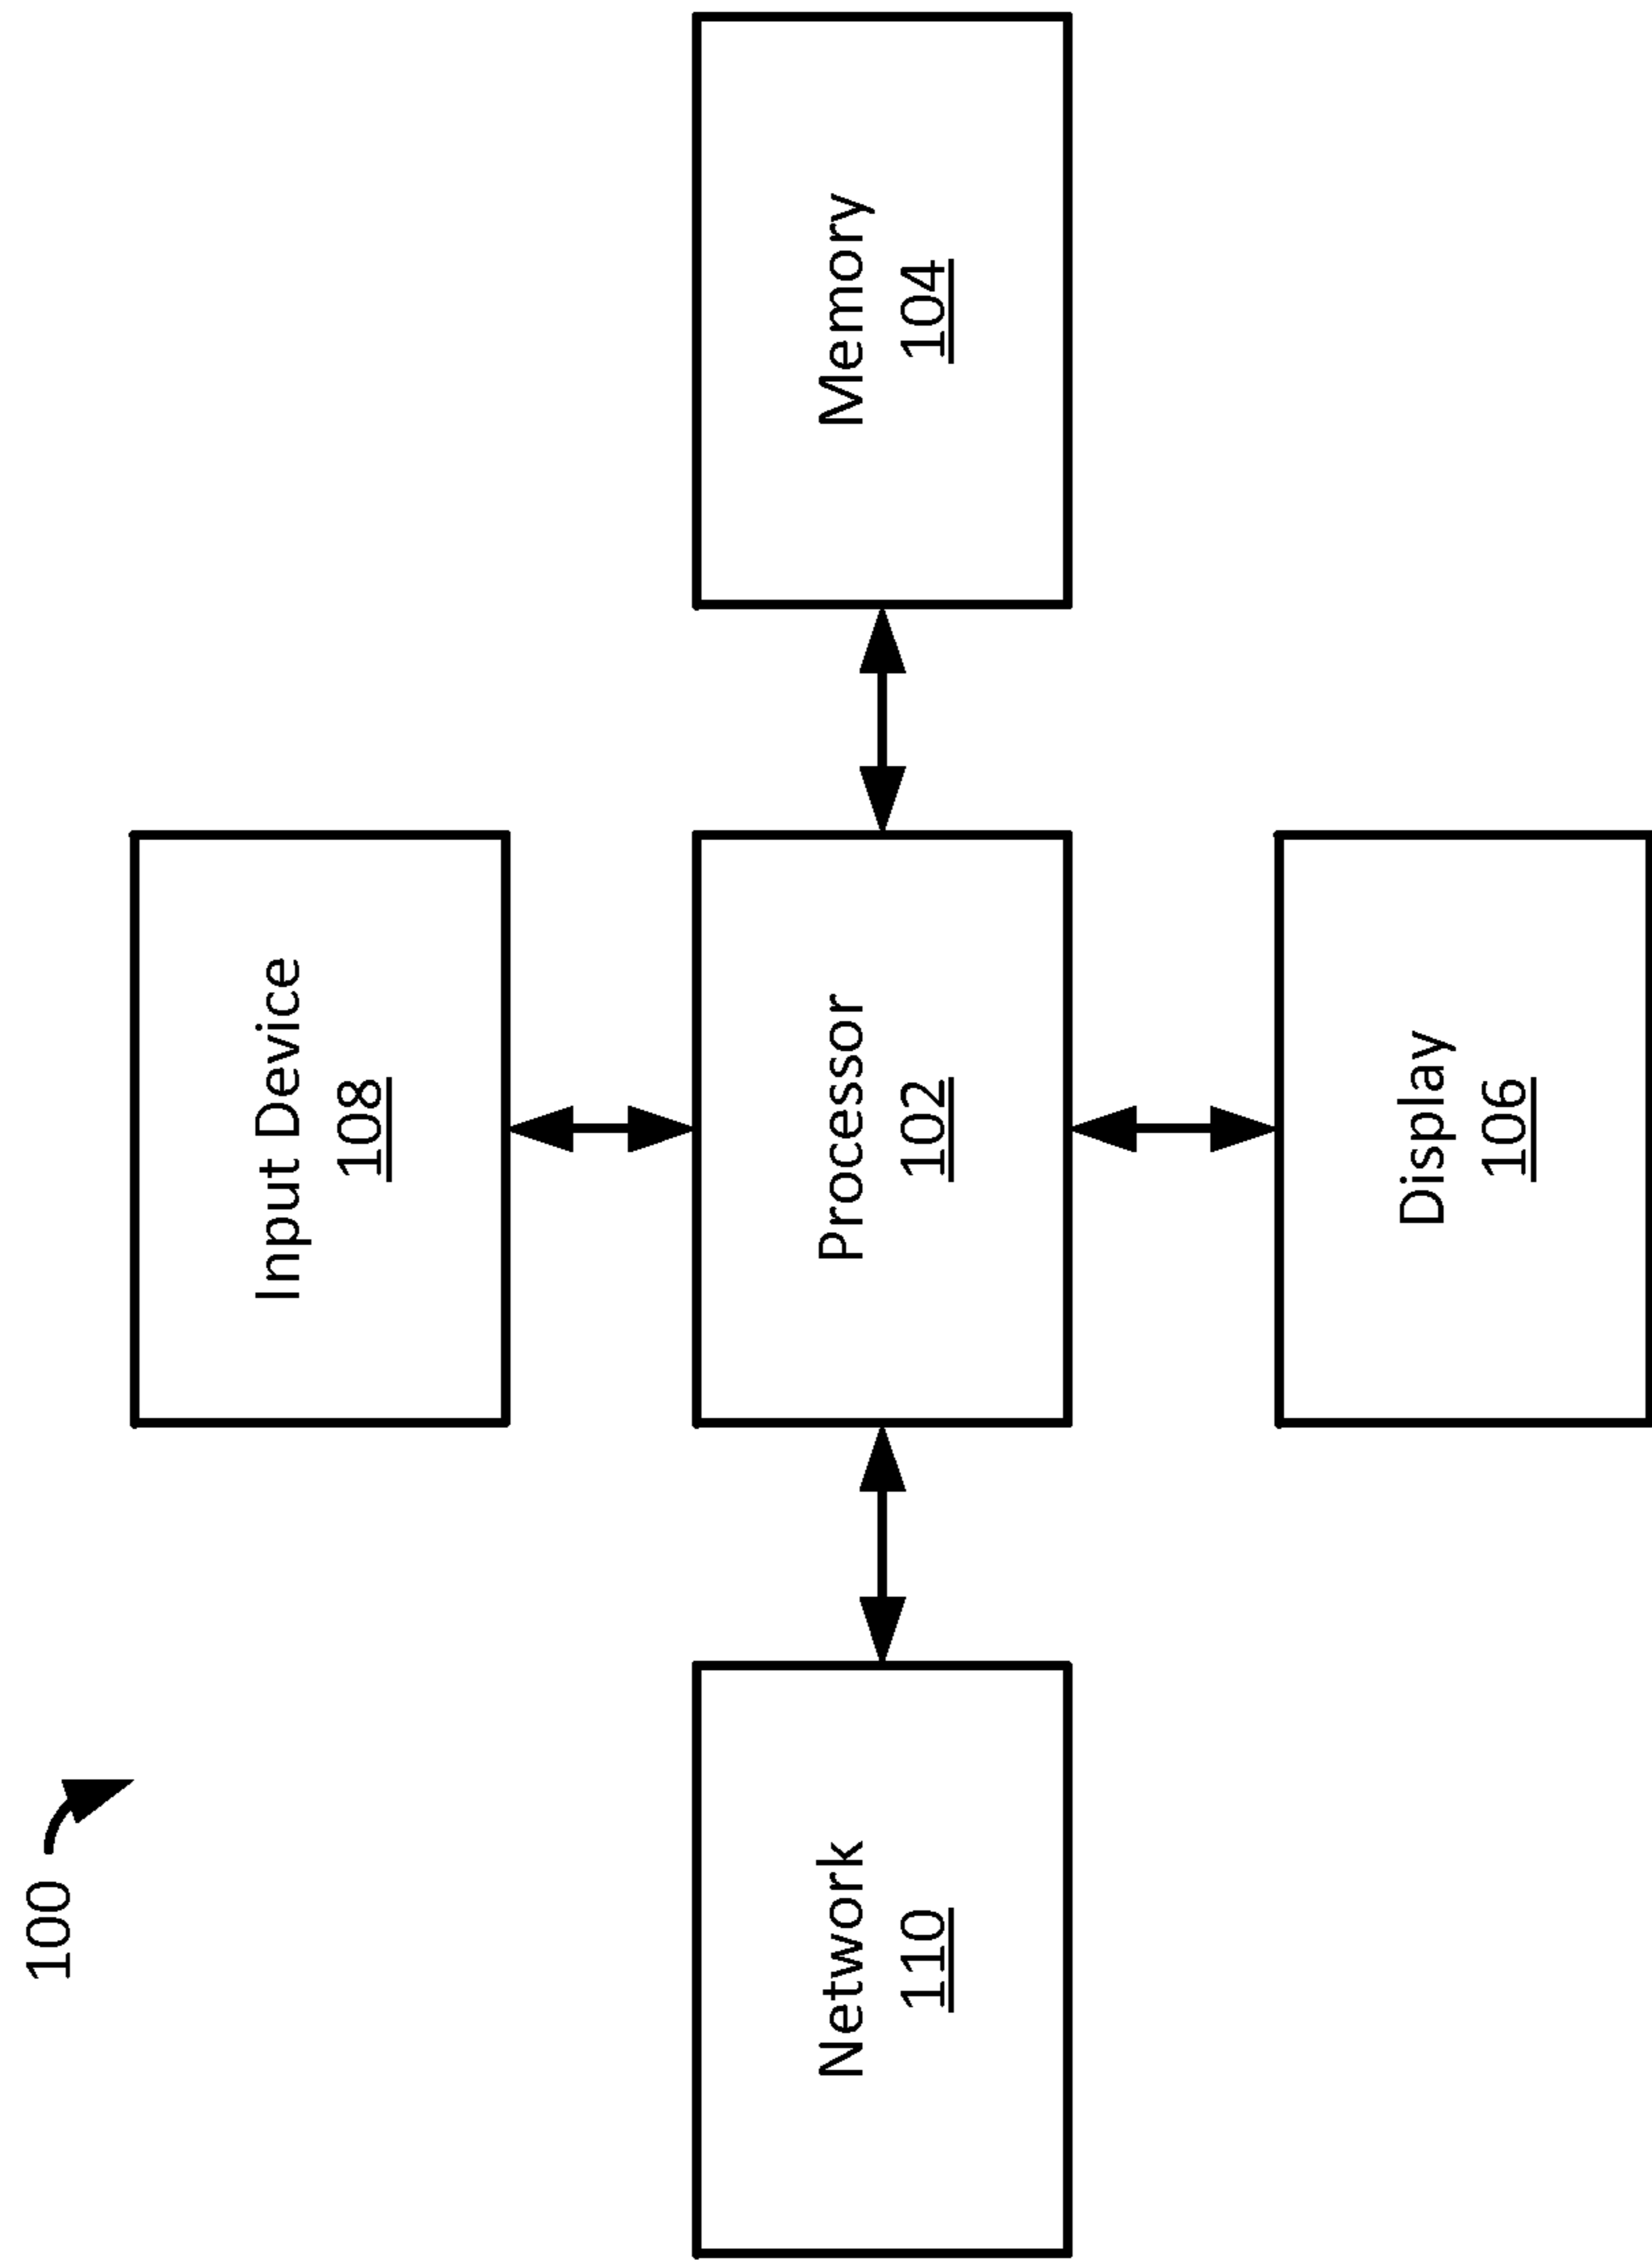 100
Input Device
108
Network
110
Processor
102
Memory
104
Display
106